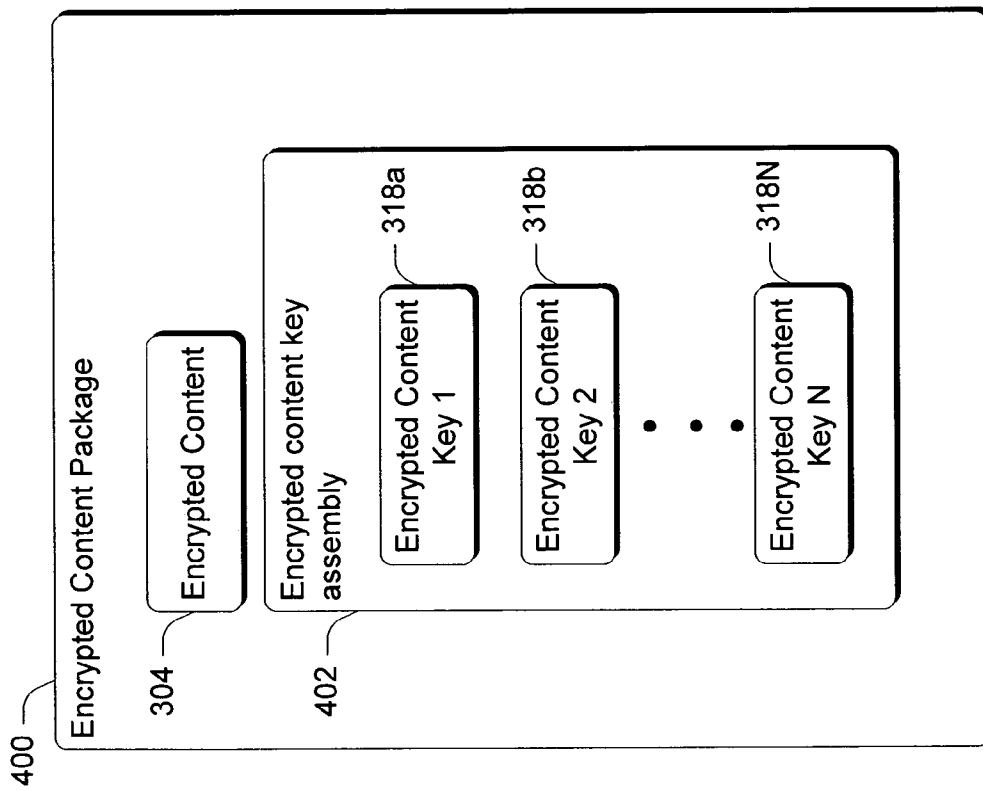 400
Encrypted Content Package
304
Encrypted Content
402
Encrypted content key
assembly
Encrypted Content
Key 1
318a
Encrypted Content
Key 2
318b
Encrypted Content
Key N
318N